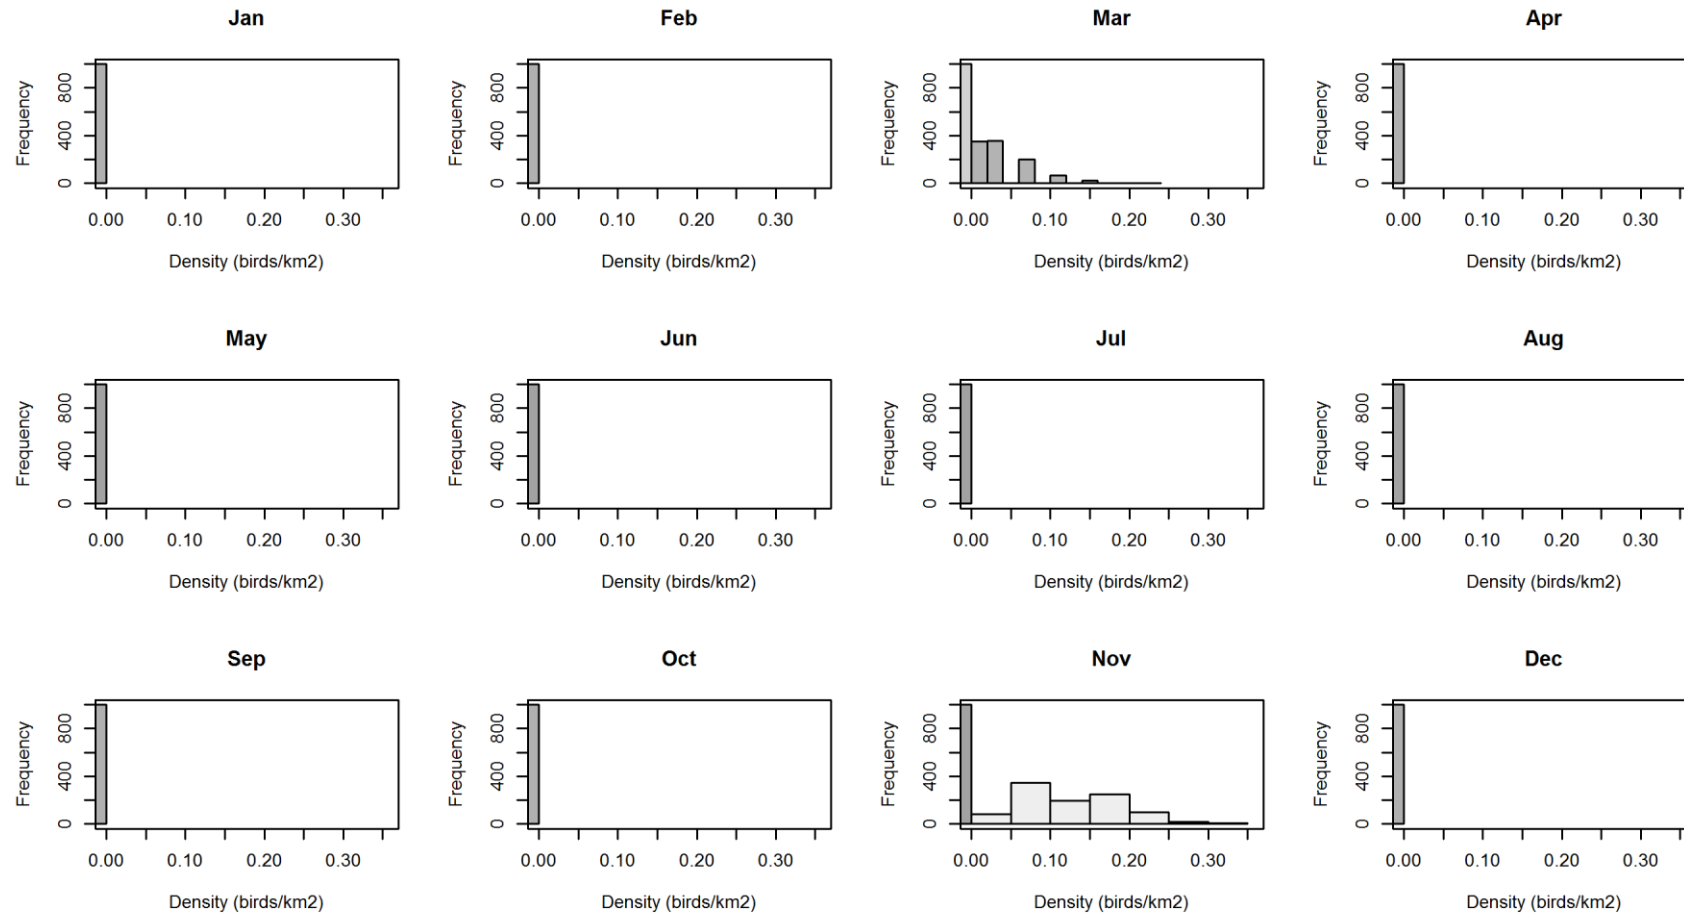 Jan Feb Mar Apr
Frequency 0 400 800 Frequency 0 400 800 Frequency 0 400 800 Frequency 0 400 800
0.00 0.10 0.20 0.30 0.00 0.10 0.20 0.30 0.00 0.10 0.20 0.30 0.00 0.10 0.20 0.30
Density (birds/km2) Density (birds/km2) Density (birds/km2) Density (birds/km2)
May Jun Jul Aug
Frequency 0 400 800 Frequency 0 400 800 Frequency 0 400 800 Frequency 0 400 800
0.00 0.10 0.20 0.30 0.00 0.10 0.20 0.30 0.00 0.10 0.20 0.30 0.00 0.10 0.20 0.30
Density (birds/km2) Density (birds/km2) Density (birds/km2) Density (birds/km2)
Sep Oct Nov Dec
Frequency 0 400 800 Frequency 0 400 800 Frequency 0 400 800 Frequency 0 400 800
0.00 0.10 0.20 0.30 0.00 0.10 0.20 0.30 0.00 0.10 0.20 0.30 0.00 0.10 0.20 0.30
Density (birds/km2) Density (birds/km2) Density (birds/km2) Density (birds/km2)